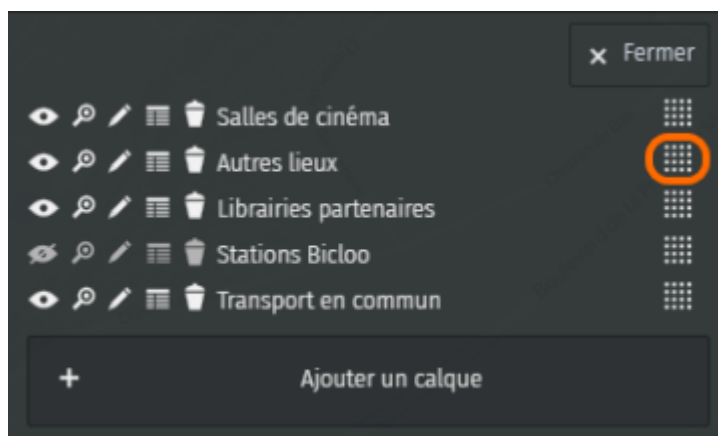 × Fermer
Salles de cinéma
Autres lieux
Librairies partenaires
Stations Bicloo
Transport en commun
+ Ajouter un calque